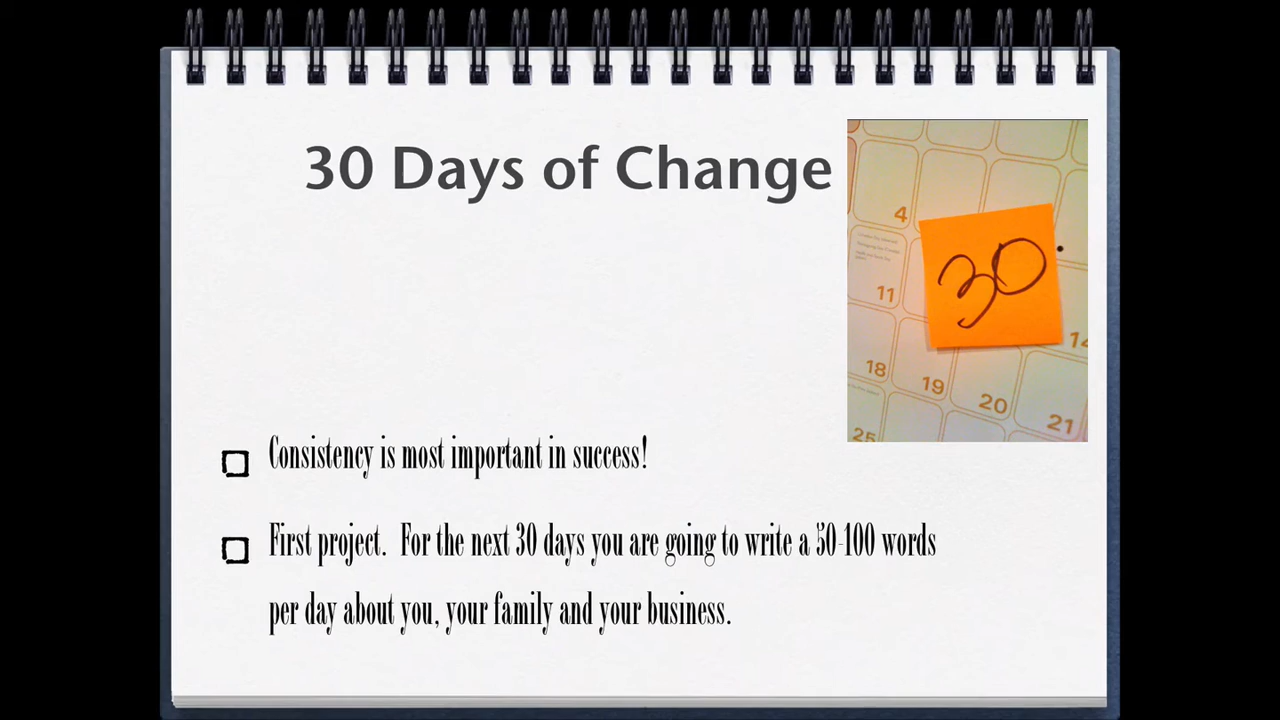 30 Days of Change
4
30
11
14
18
19
20
21
25
Consistency is most important in success!
First project. For the next 30 days you are going to write a 50-100 words
per day about you, your family and your business.